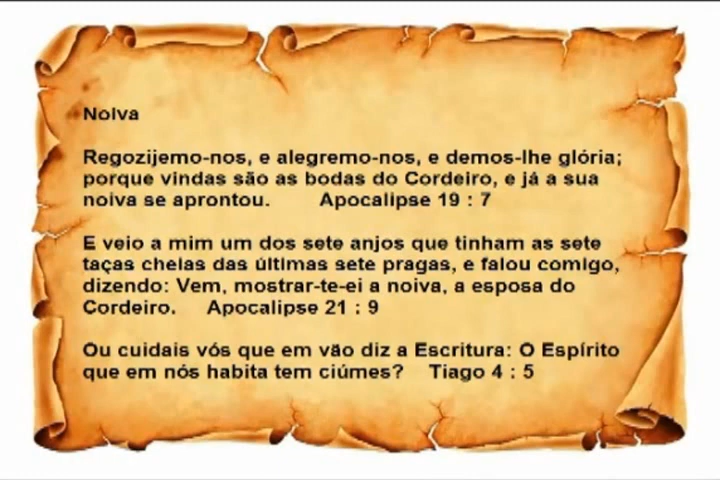 Noiva
Regozijemo-nos, e alegremo-nos, e demos-lhe glória;
porque vindas são as bodas do Cordeiro, e já a sua
noiva se aprontou. Apocalipse 19 : 7
E veio a mim um dos sete anjos que tinham as sete
taças cheias das últimas sete pragas, e falou comigo,
dizendo: Vem, mostrar-te-ei a noiva, a esposa do
Cordeiro. Apocalipse 21 : 9
Ou cuidais vós que em vão diz a Escritura: O Espírito
que em nós habita tem ciúmes? Tiago 4 : 5